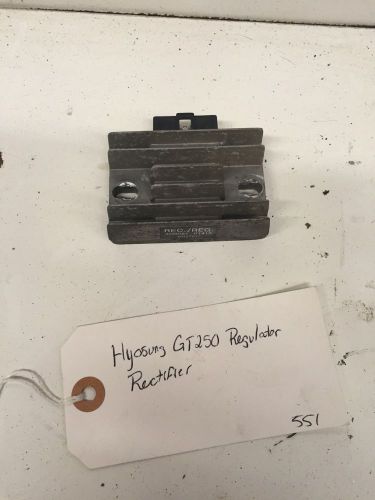 REC./REG
Hyosung GT250 Regulator
Rectifier
551